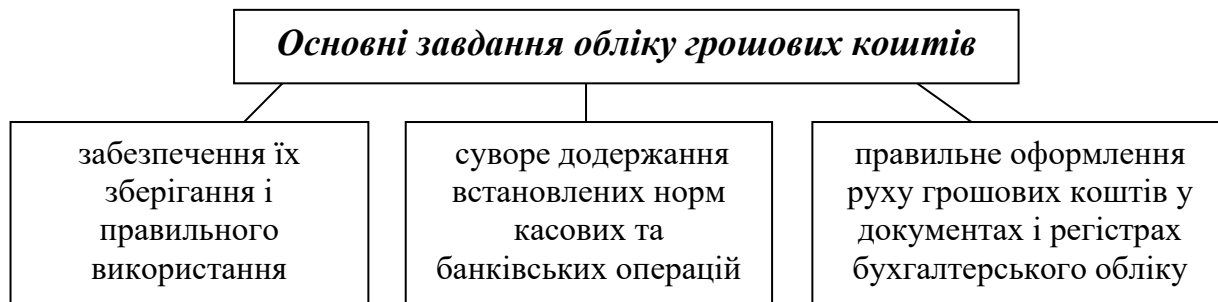 Основні завдання обліку грошових коштів
забезпечення їх
зберігання і
правильного
використання
суворе додержання
встановлених норм
касових та
банківських операцій
правильне оформлення
руху грошових коштів у
документах і регістрах
бухгалтерського обліку